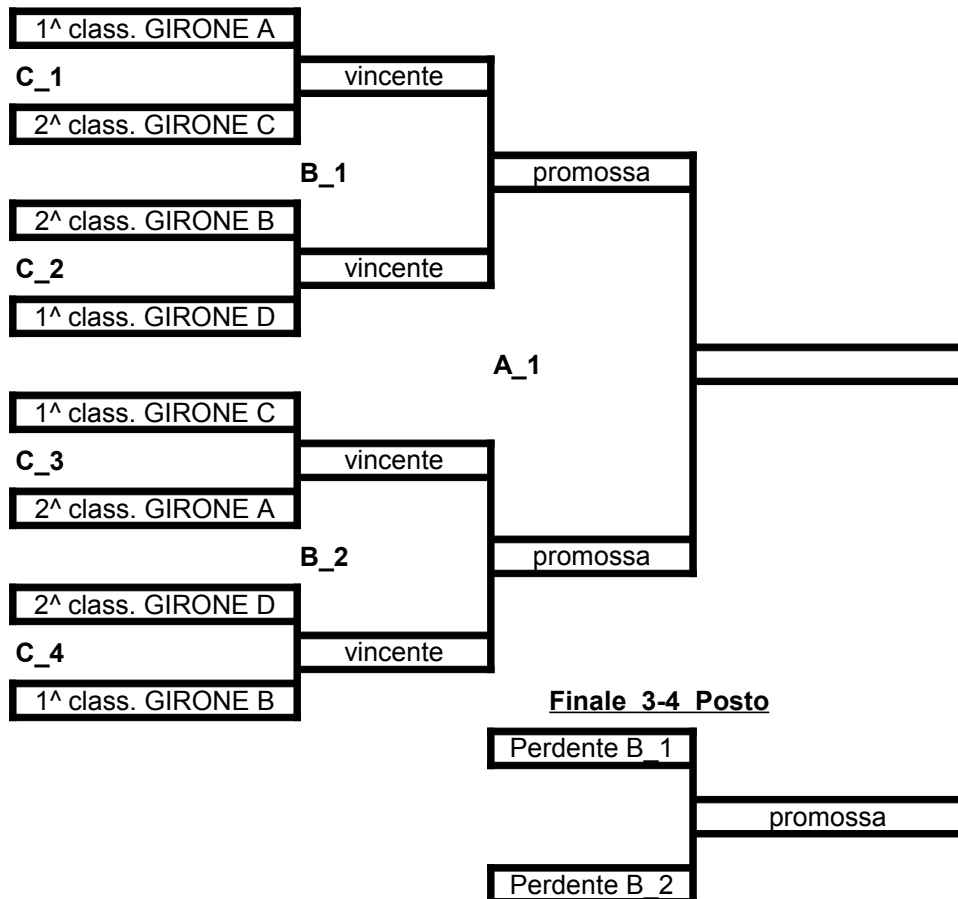 1^ class. GIRONE A
C_1
vincente
2^ class. GIRONE C
B_1
promossa
2^ class. GIRONE B
C_2
vincente
1^ class. GIRONE D
A_1
1^ class. GIRONE C
C_3
vincente
2^ class. GIRONE A
B_2
promossa
2^ class. GIRONE D
C_4
vincente
1^ class. GIRONE B
Finale 3-4 Posto
Perdente B_1
promossa
Perdente B_2